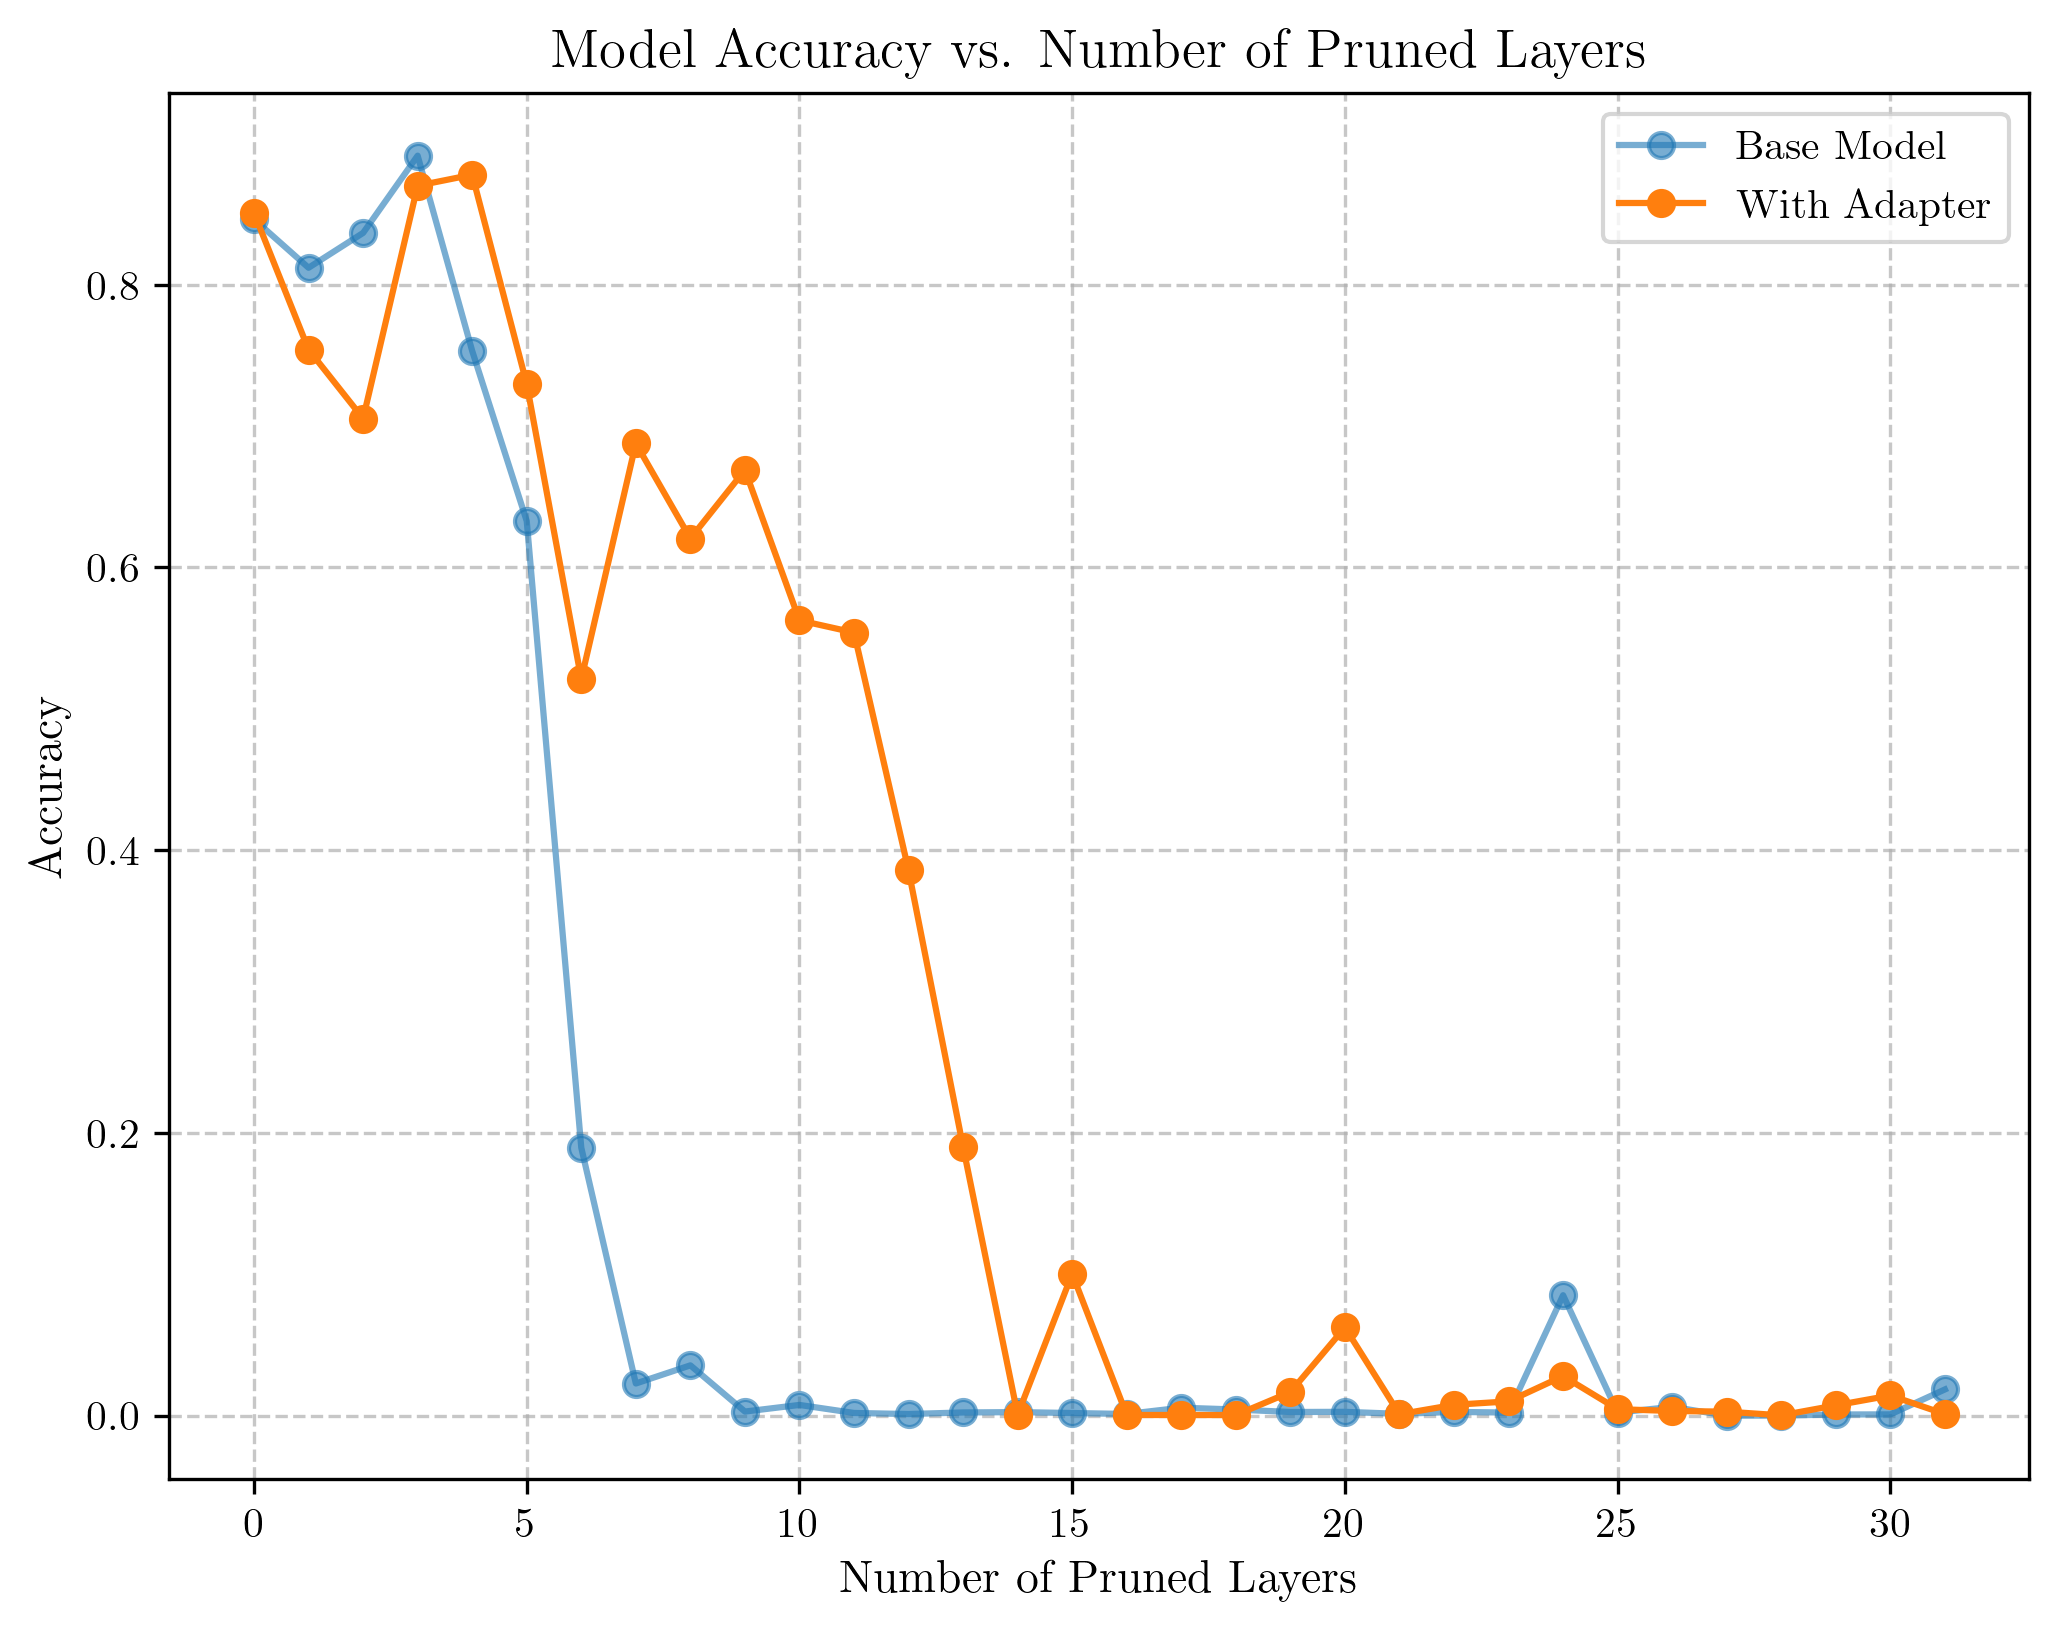 Model Accuracy vs. Number of Pruned Layers
Base Model
With Adapter
Accuracy
0.8
0.6
0.4
0.2
0.0
0 5 10 15 20 25 30
Number of Pruned Layers